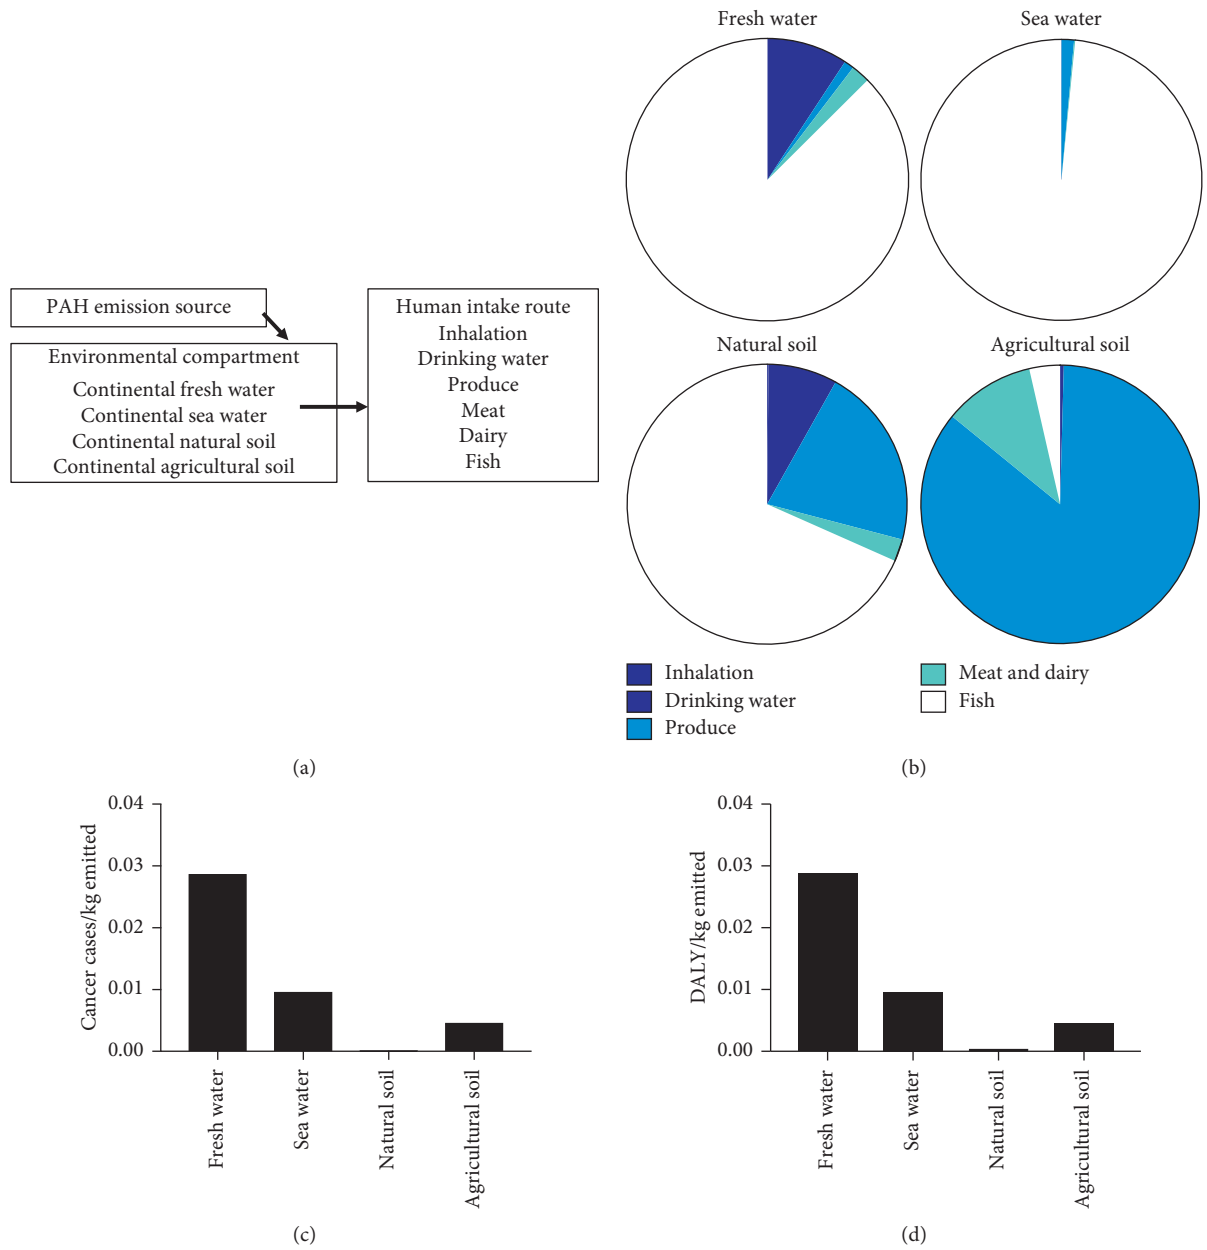 PAH emission source
Environmental compartment
Continental fresh water
Continental sea water
Continental natural soil
Continental agricultural soil
Human intake route
Inhalation
Drinking water
Produce
Meat
Dairy
Fish
(a)
Fresh water
Sea water
Natural soil
Agricultural soil
Inhalation
Drinking water
Produce
Meat and dairy
Fish
(b)
Cancer cases/kg emitted
0.04
0.03
0.02
0.01
0.00
Fresh water
Sea water
Natural soil
Agricultural soil
(c)
DALY/kg emitted
0.04
0.03
0.02
0.01
0.00
Fresh water
Sea water
Natural soil
Agricultural soil
(d)